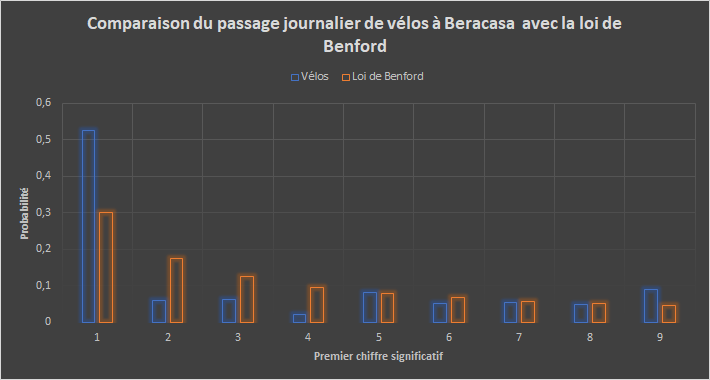 Comparaison du passage journalier de vélos à Beracasa avec la loi de
Benford
Vélos Loi de Benford
0,6
0,5
0,4
0,3
0,2
0,1
0
Probabilité
1 2 3 4 5 6 7 8 9
Premier chiffre significatif